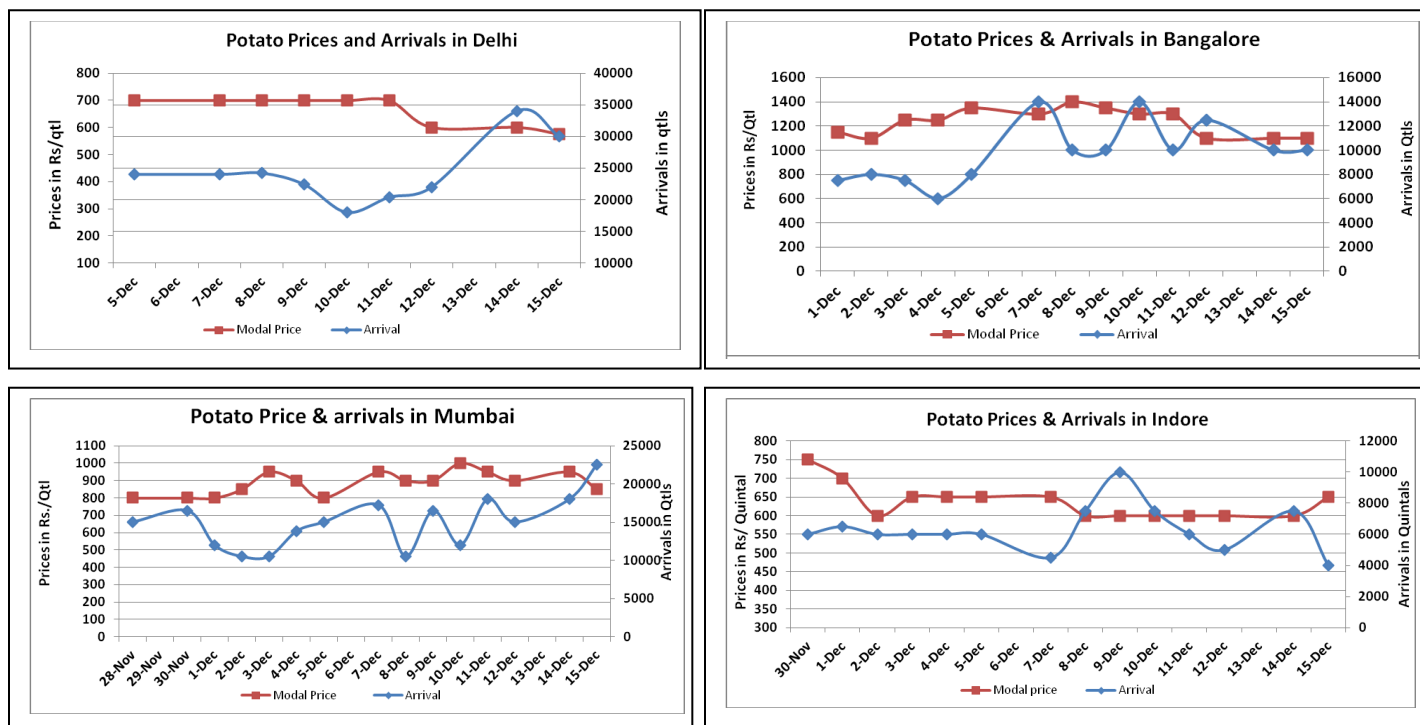 Potato Prices and Arrivals in Delhi
Prices in Rs/qtl
800
700
600
500
400
300
200
100
40000
35000
30000
25000
20000
15000
10000
Arrivals in qtls
5-Dec
6-Dec
7-Dec
8-Dec
9-Dec
10-Dec
11-Dec
12-Dec
13-Dec
14-Dec
15-Dec
Modal Price
Arrival
Potato Prices & Arrivals in Bangalore
Prices in Rs/Qtl
1600
1400
1200
1000
800
600
400
200
0
16000
14000
12000
10000
8000
6000
4000
2000
0
Arrivals in Qtls
1-Dec
2-Dec
3-Dec
4-Dec
5-Dec
6-Dec
7-Dec
8-Dec
9-Dec
10-Dec
11-Dec
12-Dec
13-Dec
14-Dec
15-Dec
Modal Price
Arrival
Potato Price & arrivals in Mumbai
Prices in Rs./Qtl
1100
1000
900
800
700
600
500
400
300
200
100
0
25000
20000
15000
10000
5000
0
Arrivals in Qtls
28-Nov
29-Nov
30-Nov
1-Dec
2-Dec
3-Dec
4-Dec
5-Dec
6-Dec
7-Dec
8-Dec
9-Dec
10-Dec
11-Dec
12-Dec
13-Dec
14-Dec
15-Dec
Modal Price
Arrival
Potato Prices & Arrivals in Indore
Prices in Rs/ Quintal
800
750
700
650
600
550
500
450
400
350
300
12000
10000
8000
6000
4000
2000
0
Arrivals in Quintals
30-Nov
1-Dec
2-Dec
3-Dec
4-Dec
5-Dec
6-Dec
7-Dec
8-Dec
9-Dec
10-Dec
11-Dec
12-Dec
13-Dec
14-Dec
15-Dec
Modal price
Arrival